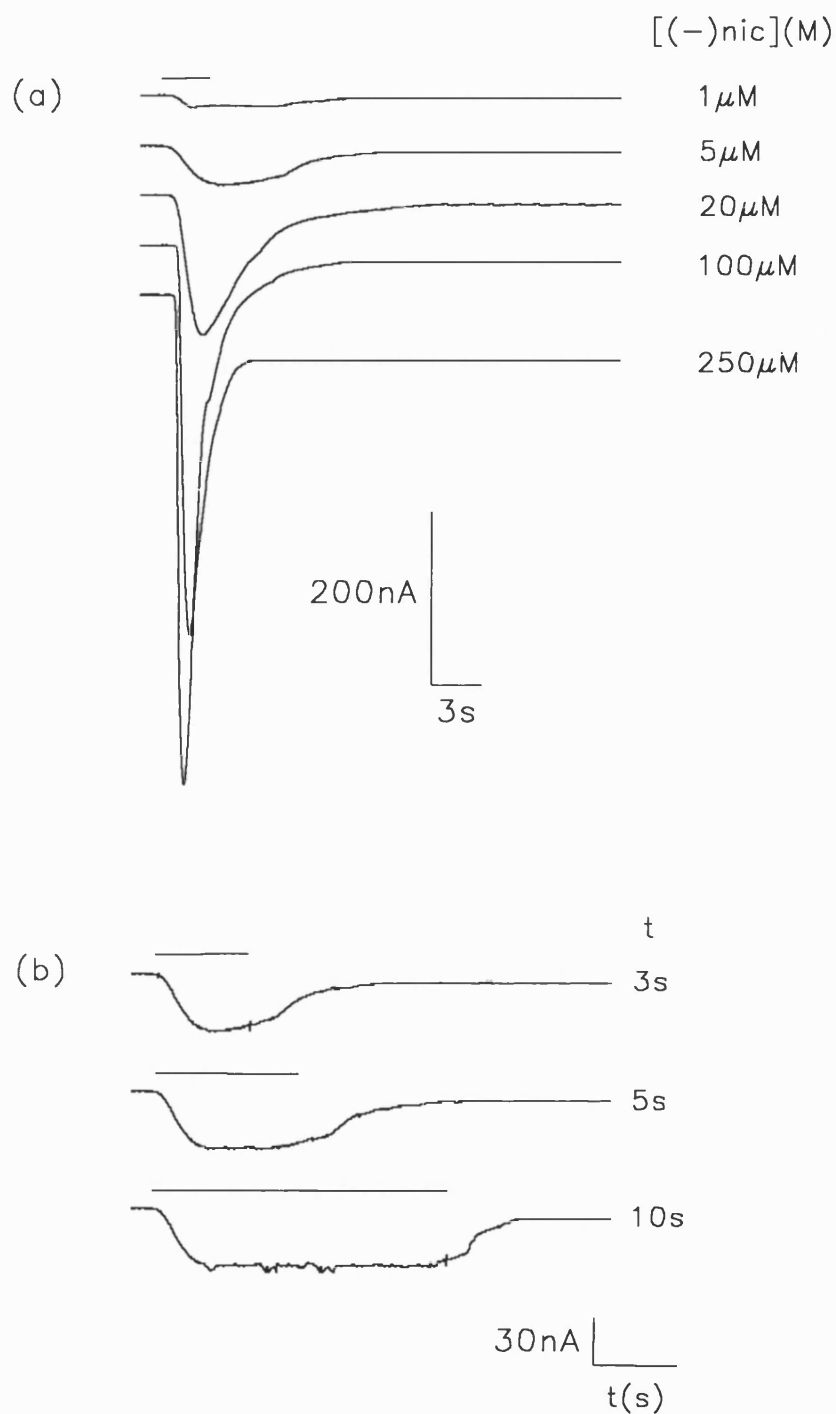 [(-)nic](M)
(a)
1μM
5μM
20μM
100μM
250μM
200nA
3s
t
(b)
3s
5s
10s
30nA
t(s)